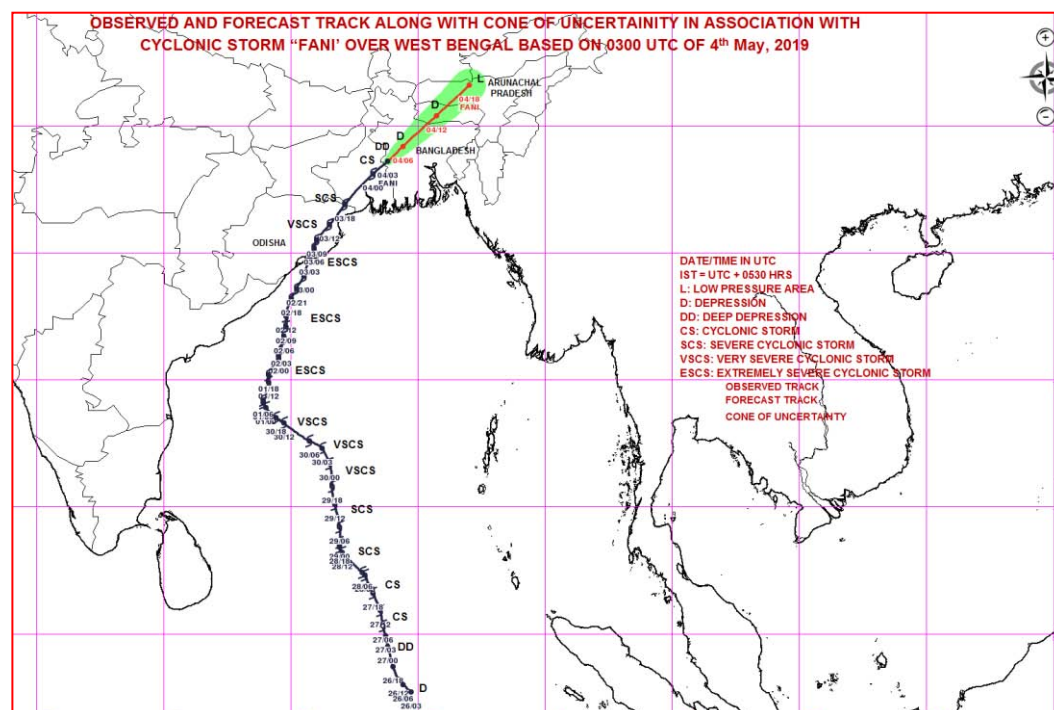 OBSERVED AND FORECAST TRACK ALONG WITH CONE OF UNCERTAINITY IN ASSOCIATION WITH
CYCLONIC STORM “FANI’ OVER WEST BENGAL BASED ON 0300 UTC OF 4th May, 2019
L
ARUNACHAL
PRADESH
04/18
FANI
D
04/12
D
DD
BANGLADESH
04/06
CS
04/03
FANI
04/00
SCS
03/18
VSCS
03/12
ODISHA
03/09
03/06
ESCS
03/03
03/00
02/21
02/18
ESCS
02/12
02/09
02/06
02/03
02/00
ESCS
01/18
01/12
01/06
30/18
30/12
VSCS
30/06
VSCS
30/03
30/00
VSCS
29/18
29/12
SCS
29/06
29/00
28/18
28/12
SCS
28/06
CS
27/18
27/12
CS
27/06
27/03
DD
27/00
26/18
26/12
D
26/06
26/03
DATE/TIME IN UTC
IST = UTC + 0530 HRS
L: LOW PRESSURE AREA
D: DEPRESSION
DD: DEEP DEPRESSION
CS: CYCLONIC STORM
SCS: SEVERE CYCLONIC STORM
VSCS: VERY SEVERE CYCLONIC STORM
ESCS: EXTREMELY SEVERE CYCLONIC STORM
OBSERVED TRACK
FORECAST TRACK
CONE OF UNCERTAINTY